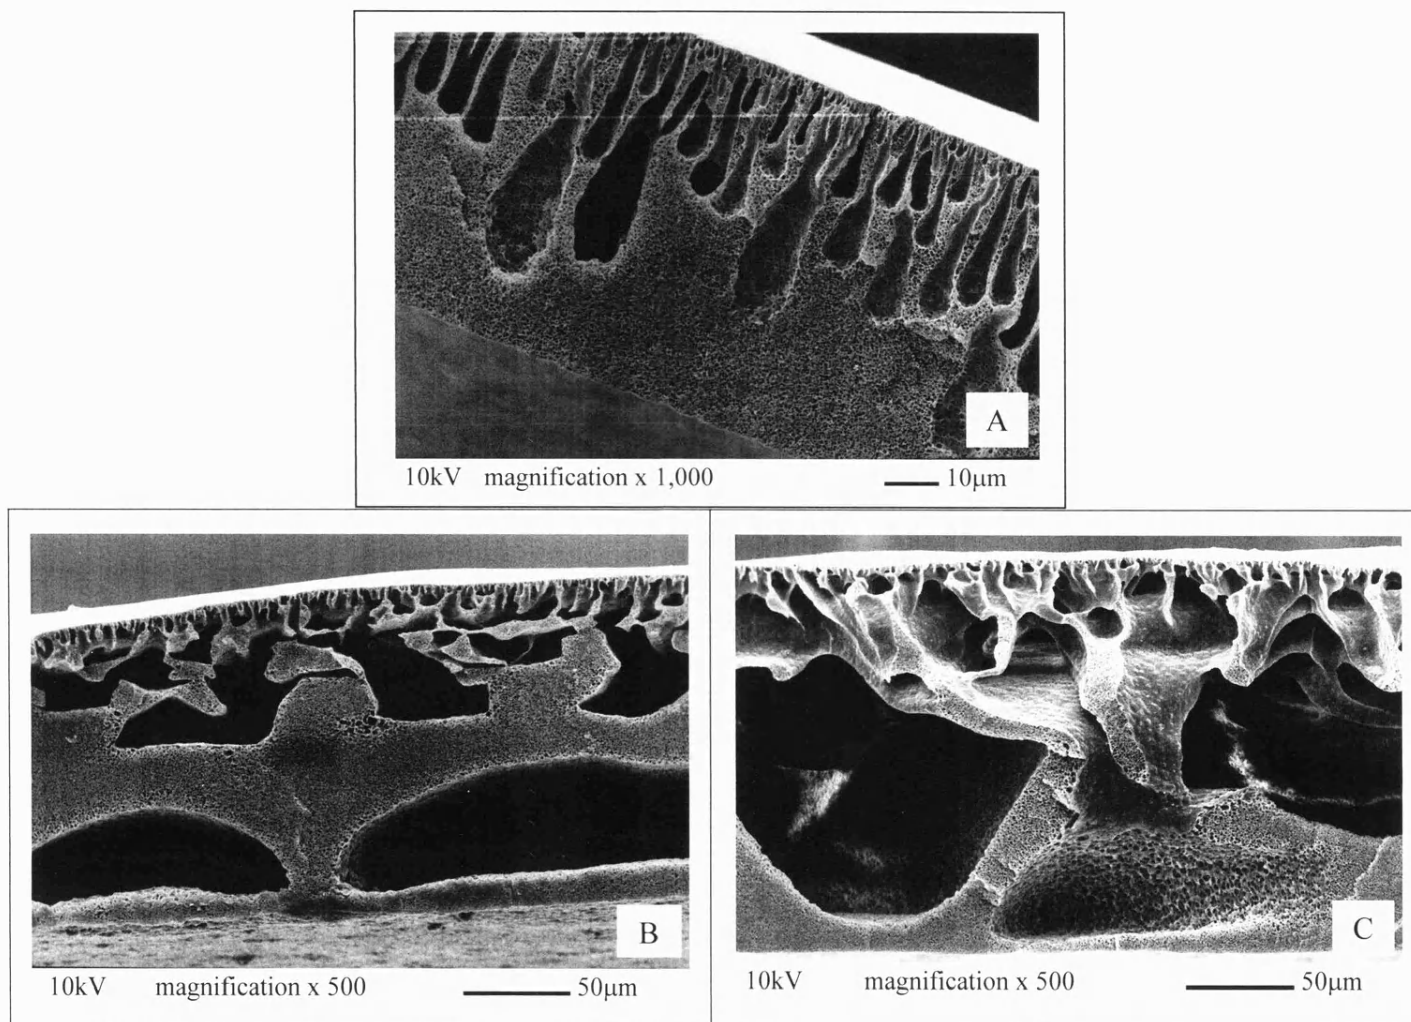 A
10kV magnification x 1,000 10μm
B
10kV magnification x 500 50μm
C
10kV magnification x 500 50μm